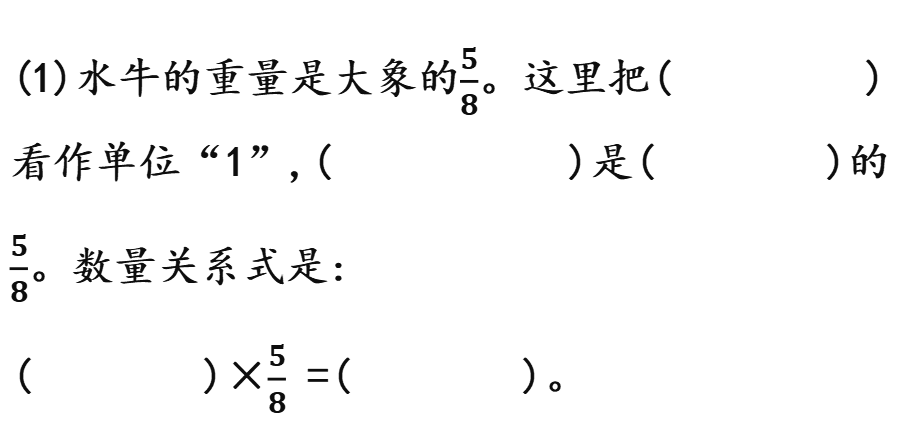 (1)水牛的重量是大象的5/8。这里把(        )
看作单位“1”,(           )是(        )的
5/8。数量关系式是:
(        )×5/8=(        )。